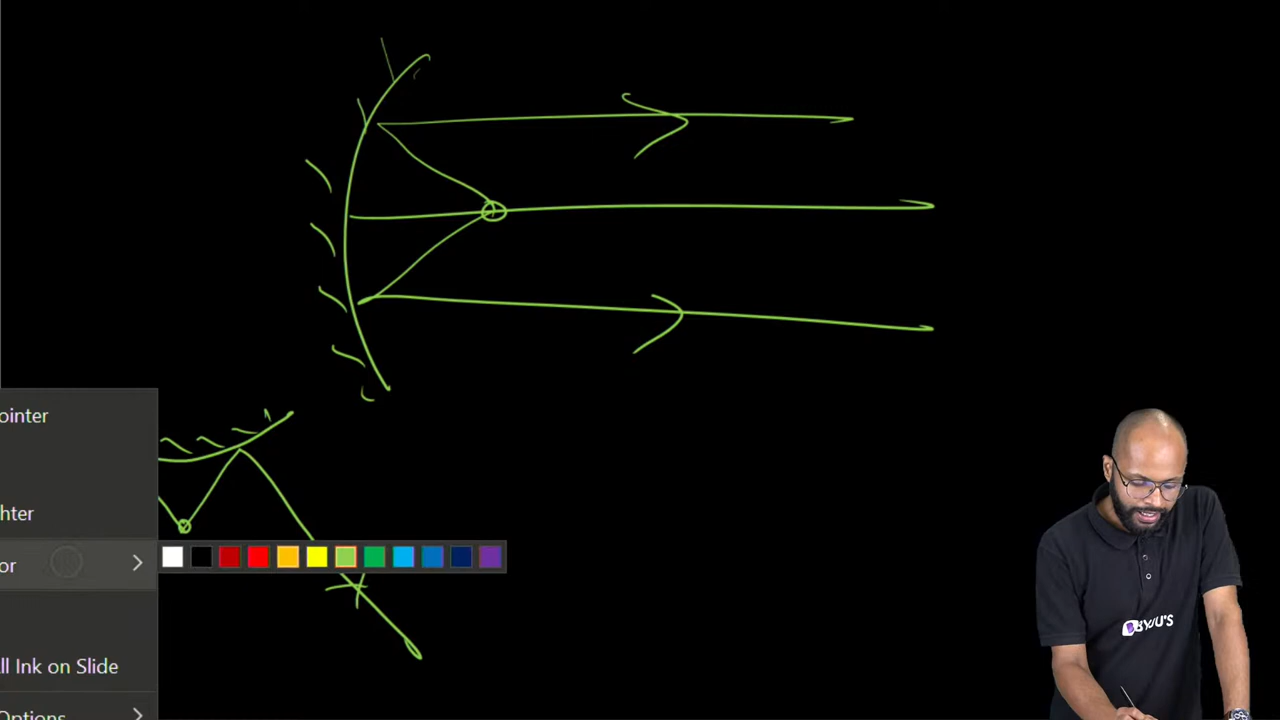 ointer
hter
or
ll Ink on Slide
Options
BYJU'S